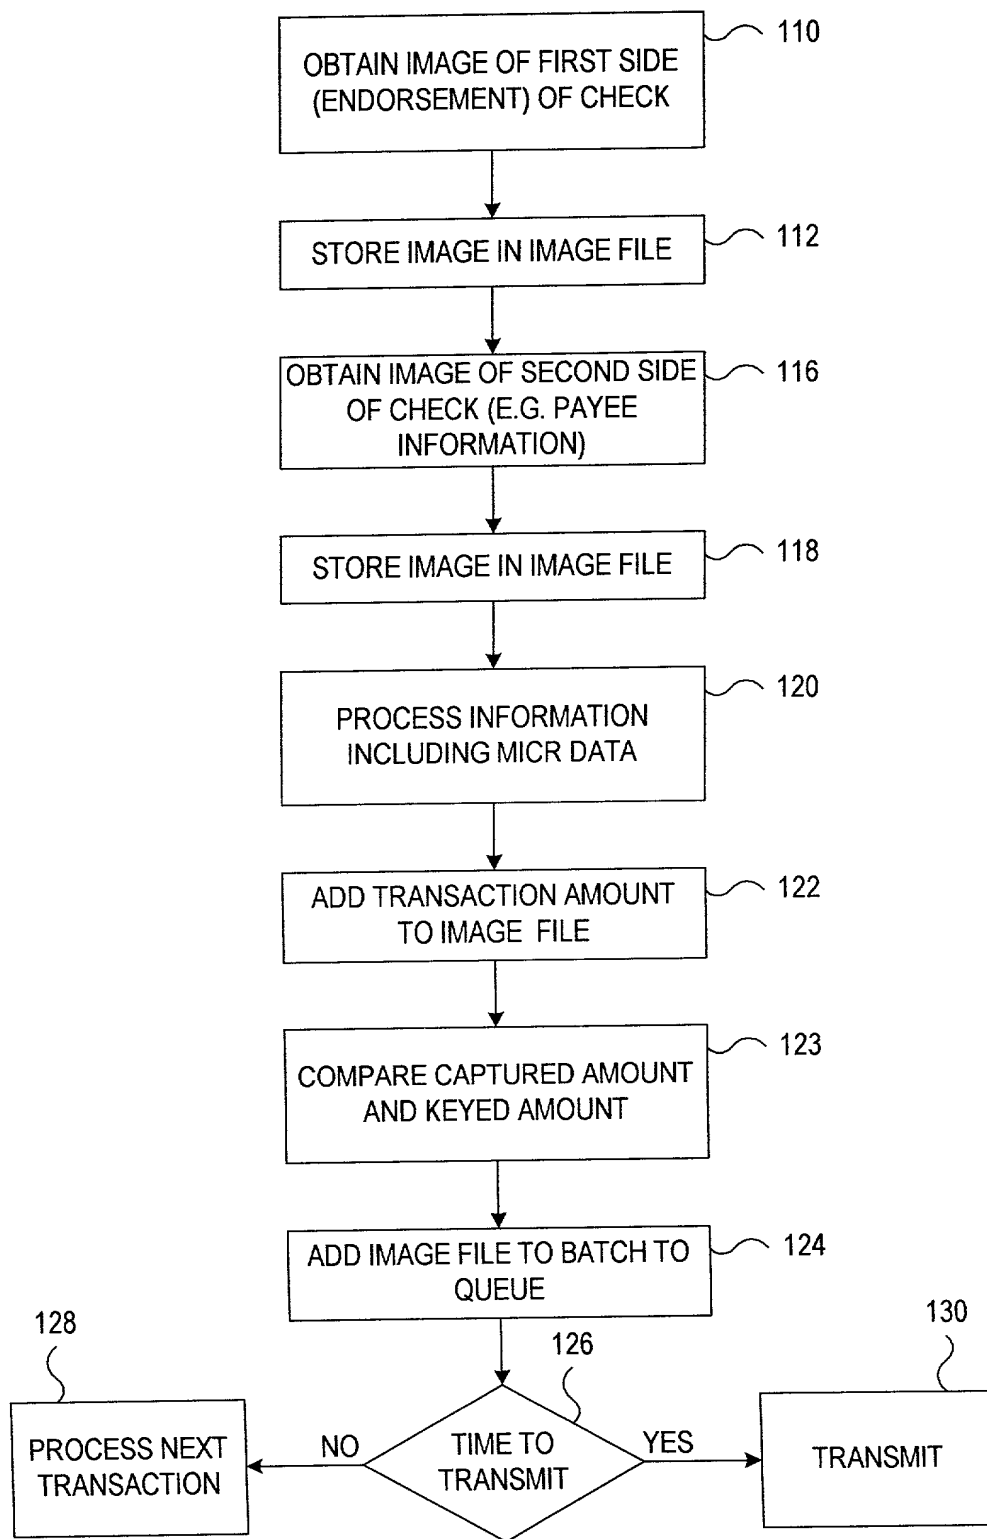 110
OBTAIN IMAGE OF FIRST SIDE
(ENDORSEMENT) OF CHECK
112
STORE IMAGE IN IMAGE FILE
116
OBTAIN IMAGE OF SECOND SIDE
OF CHECK (E.G. PAYEE
INFORMATION)
118
STORE IMAGE IN IMAGE FILE
120
PROCESS INFORMATION
INCLUDING MICR DATA
122
ADD TRANSACTION AMOUNT
TO IMAGE FILE
123
COMPARE CAPTURED AMOUNT
AND KEYED AMOUNT
124
ADD IMAGE FILE TO BATCH TO
QUEUE
128
126
130
PROCESS NEXT
TRANSACTION
NO
TIME TO
TRANSMIT
YES
TRANSMIT